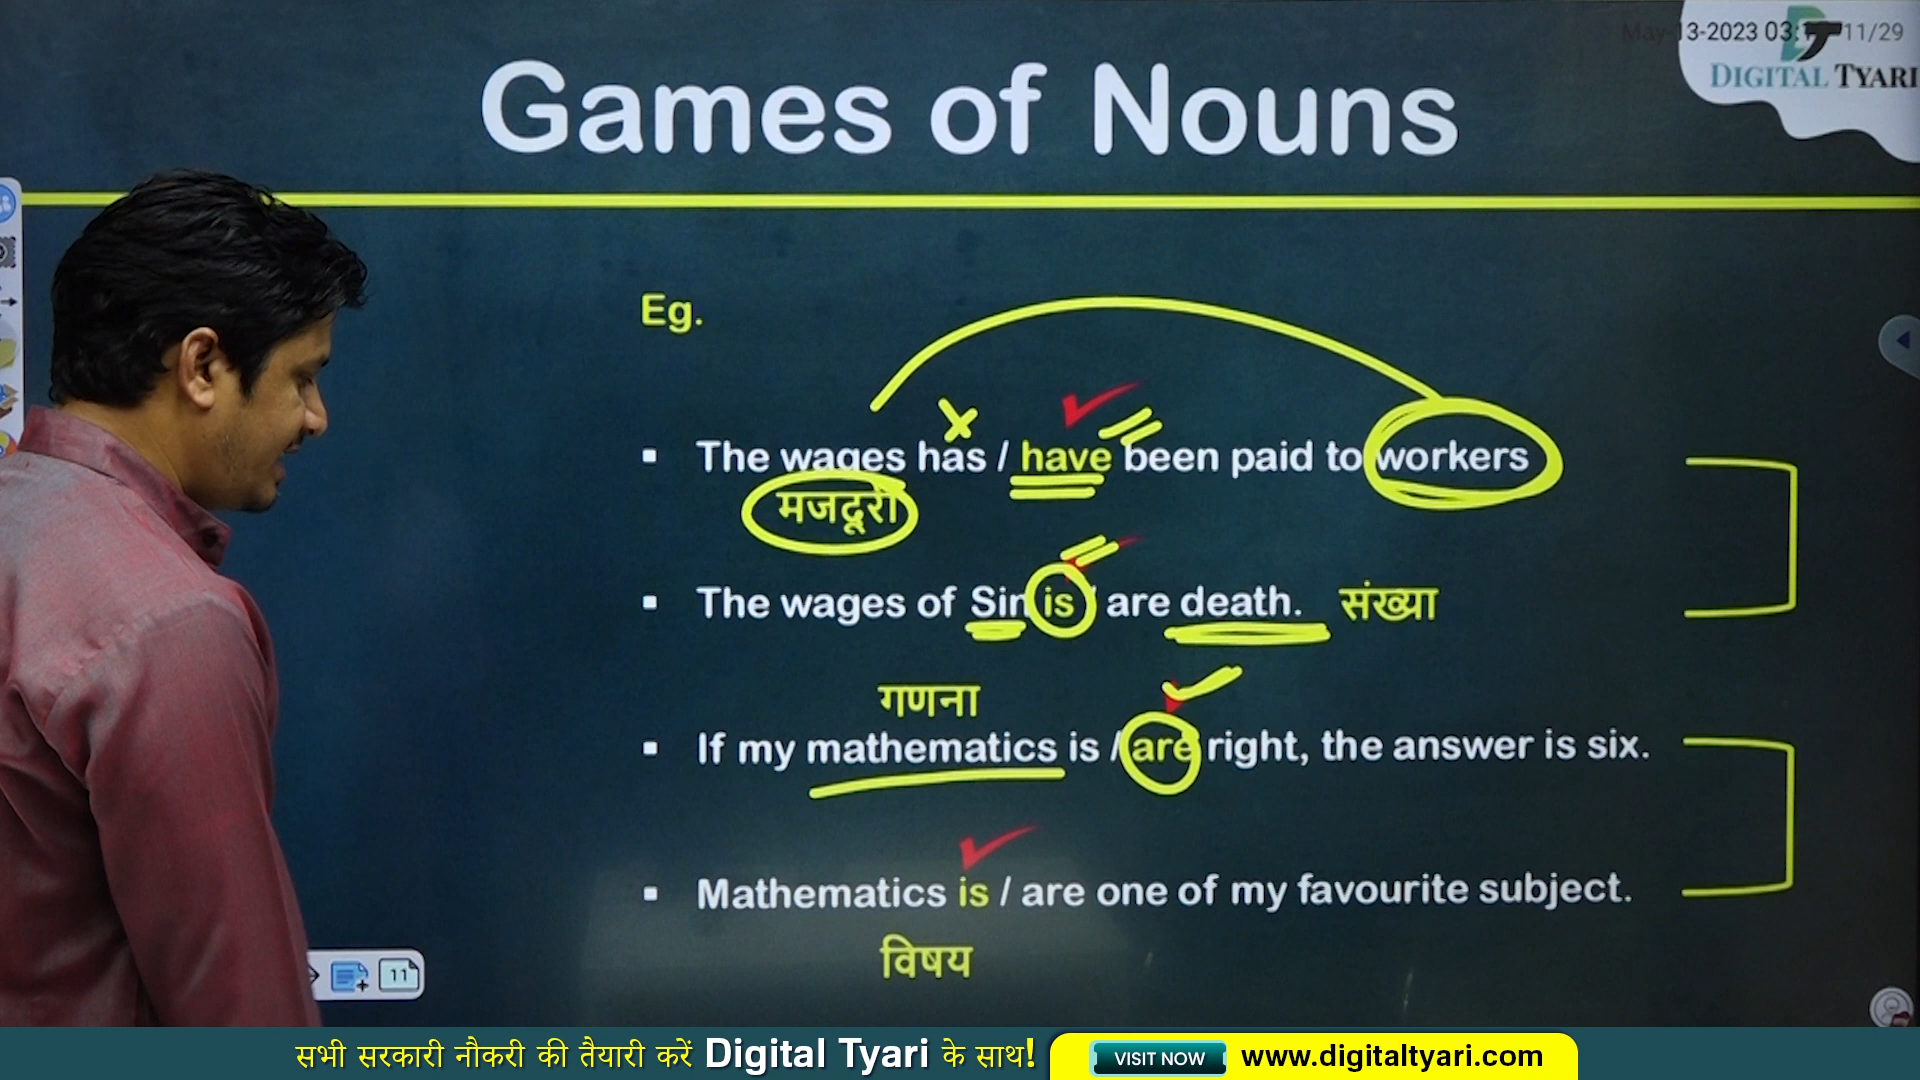 May-13-2023 03: 11/29
DIGITAL TYARI
Games of Nouns
Eg.
▪ The wages has / have been paid to workers
मजदूरी
▪ The wages of Sin is / are death. संख्या
गणना
▪ If my mathematics is / are right, the answer is six.
▪ Mathematics is / are one of my favourite subject.
विषय
11
सभी सरकारी नौकरी की तैयारी करें Digital Tyari के साथ!
VISIT NOW www.digitaltyari.com